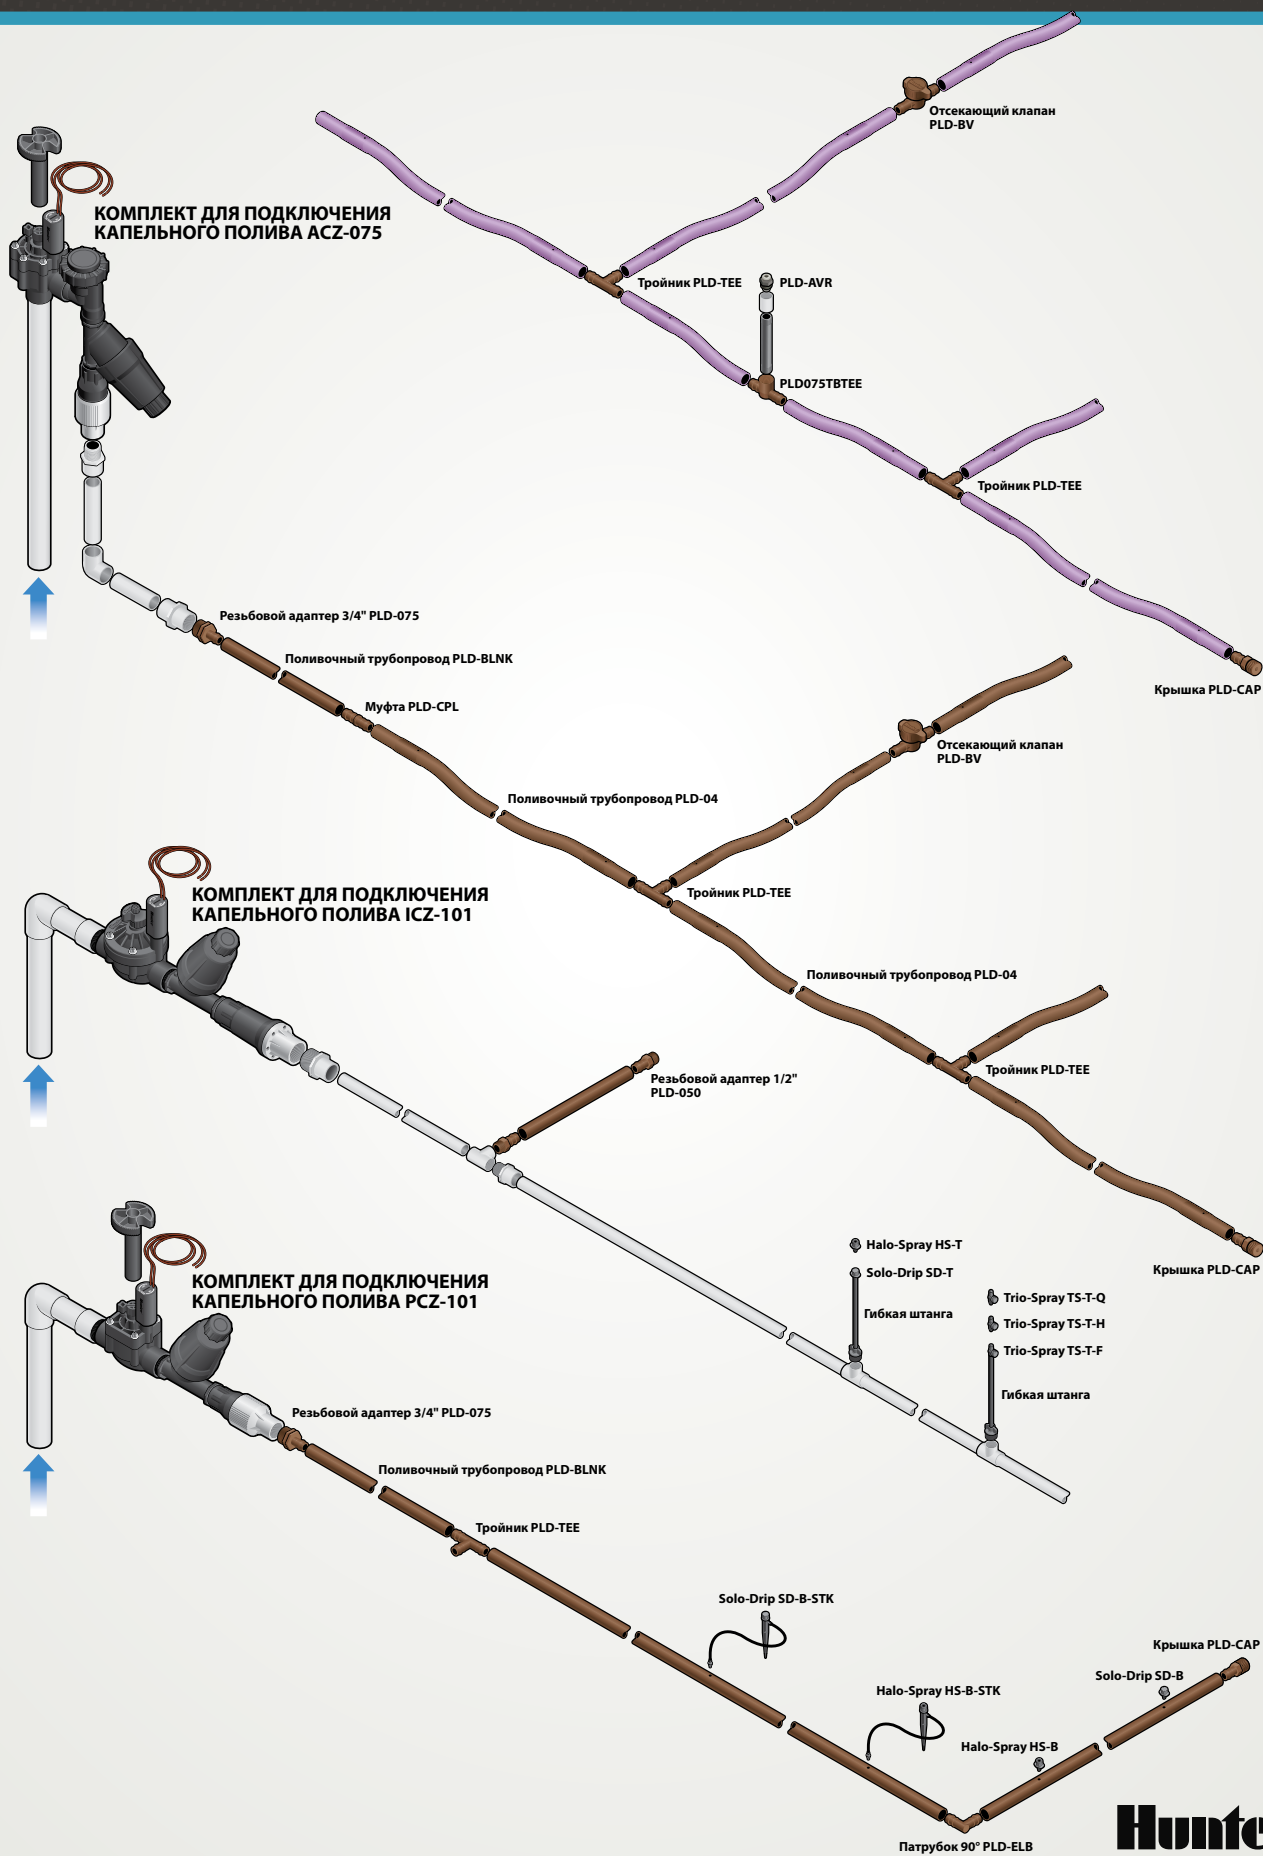 Отсекающий клапан
PLD-BV
КОМПЛЕКТ ДЛЯ ПОДКЛЮЧЕНИЯ
КАПЕЛЬНОГО ПОЛИВА ACZ-075
Тройник PLD-TEE
PLD-AVR
PLD075TBTEE
Тройник PLD-TEE
Резьбовой адаптер 3/4" PLD-075
Поливочный трубопровод PLD-BLNK
Крышка PLD-CAP
Муфта PLD-CPL
Отсекающий клапан
PLD-BV
Поливочный трубопровод PLD-04
КОМПЛЕКТ ДЛЯ ПОДКЛЮЧЕНИЯ
КАПЕЛЬНОГО ПОЛИВА ICZ-101
Тройник PLD-TEE
Поливочный трубопровод PLD-04
Тройник PLD-TEE
Резьбовой адаптер 1/2"
PLD-050
Halo-Spray HS-T
Крышка PLD-CAP
Solo-Drip SD-T
КОМПЛЕКТ ДЛЯ ПОДКЛЮЧЕНИЯ
КАПЕЛЬНОГО ПОЛИВА PCZ-101
Trio-Spray TS-T-Q
Гибкая штанга
Trio-Spray TS-T-H
Trio-Spray TS-T-F
Гибкая штанга
Резьбовой адаптер 3/4" PLD-075
Поливочный трубопровод PLD-BLNK
Тройник PLD-TEE
Solo-Drip SD-B-STK
Крышка PLD-CAP
Solo-Drip SD-B
Halo-Spray HS-B-STK
Halo-Spray HS-B
Патрубок 90° PLD-ELB
Hunte